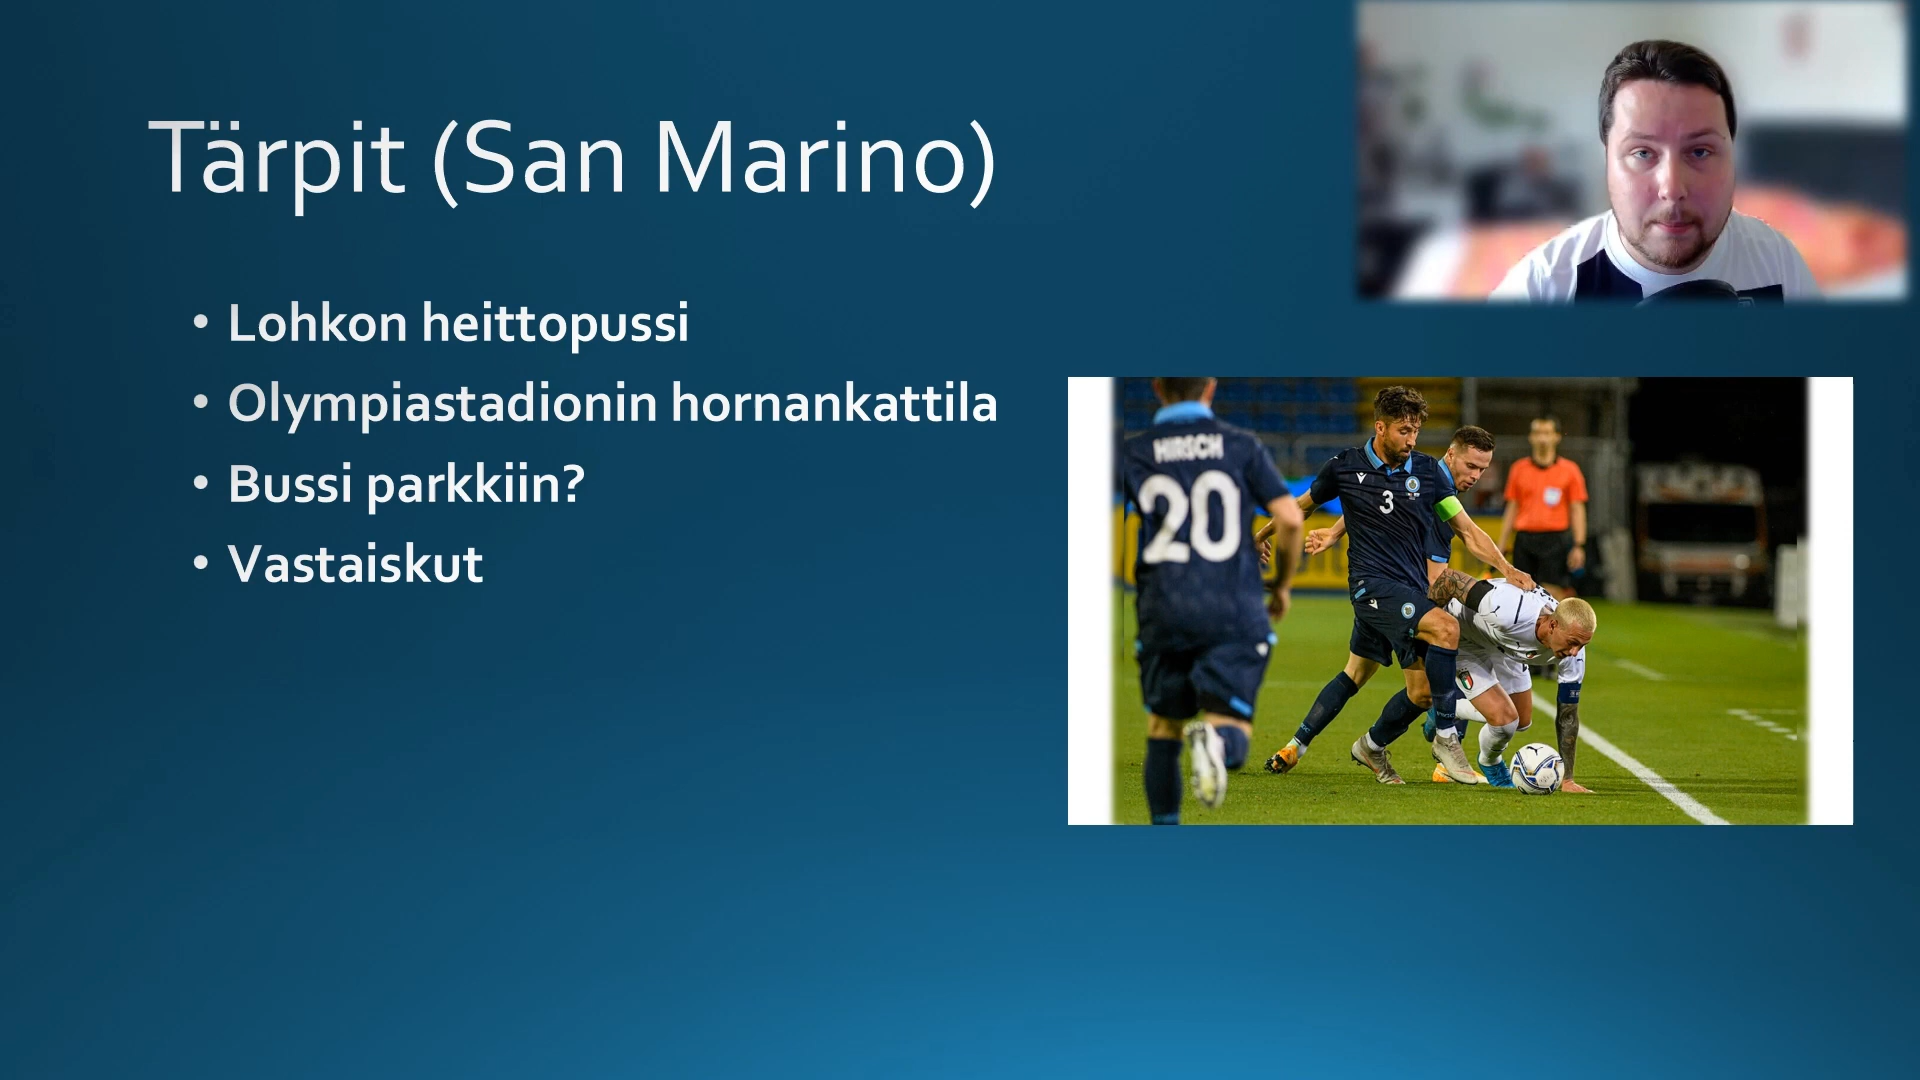 Tärpit (San Marino)
• Lohkon heittopussi
• Olympiastadionin hornankattila
• Bussi parkkiin?
• Vastaiskut
HIRSCH
20
3